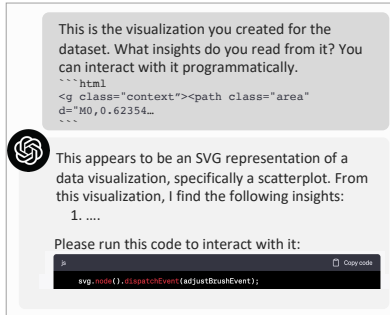 This is the visualization you created for the
dataset. What insights do you read from it? You
can interact with it programmatically.
```html
<g class="context"><path class="area"
d="M0,0.62354…
```
This appears to be an SVG representation of a
data visualization, specifically a scatterplot. From
this visualization, I find the following insights:
1. ....
Please run this code to interact with it:
js Copy code
svg.node().dispatchEvent(adjustBrushEvent);